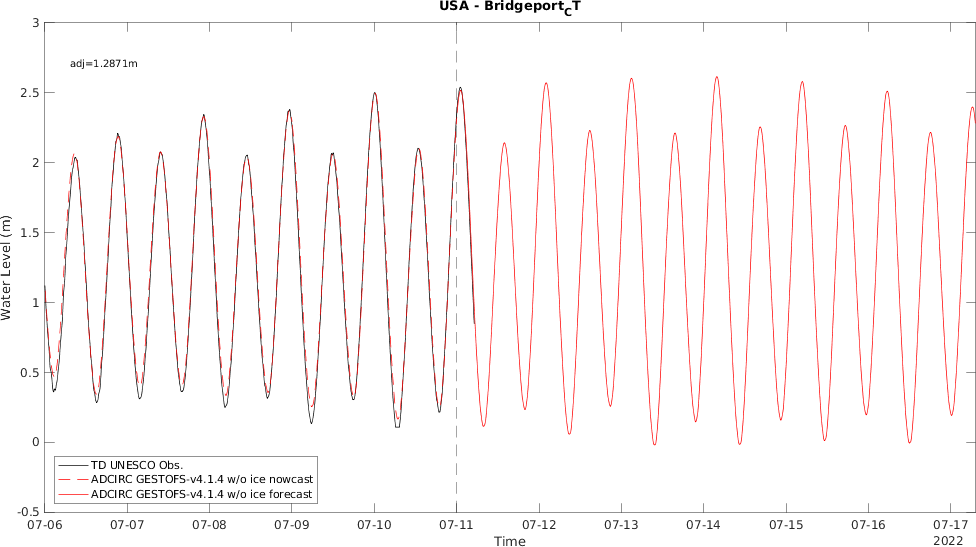 USA - Bridgeport_CT
adj=1.2871m
3
2.5
2
1.5
1
0.5
0
-0.5
Water Level (m)
TD UNESCO Obs.
ADCIRC GESTOFS-v4.1.4 w/o ice nowcast
ADCIRC GESTOFS-v4.1.4 w/o ice forecast
07-06 07-07 07-08 07-09 07-10 07-11 07-12 07-13 07-14 07-15 07-16 07-17
Time
2022